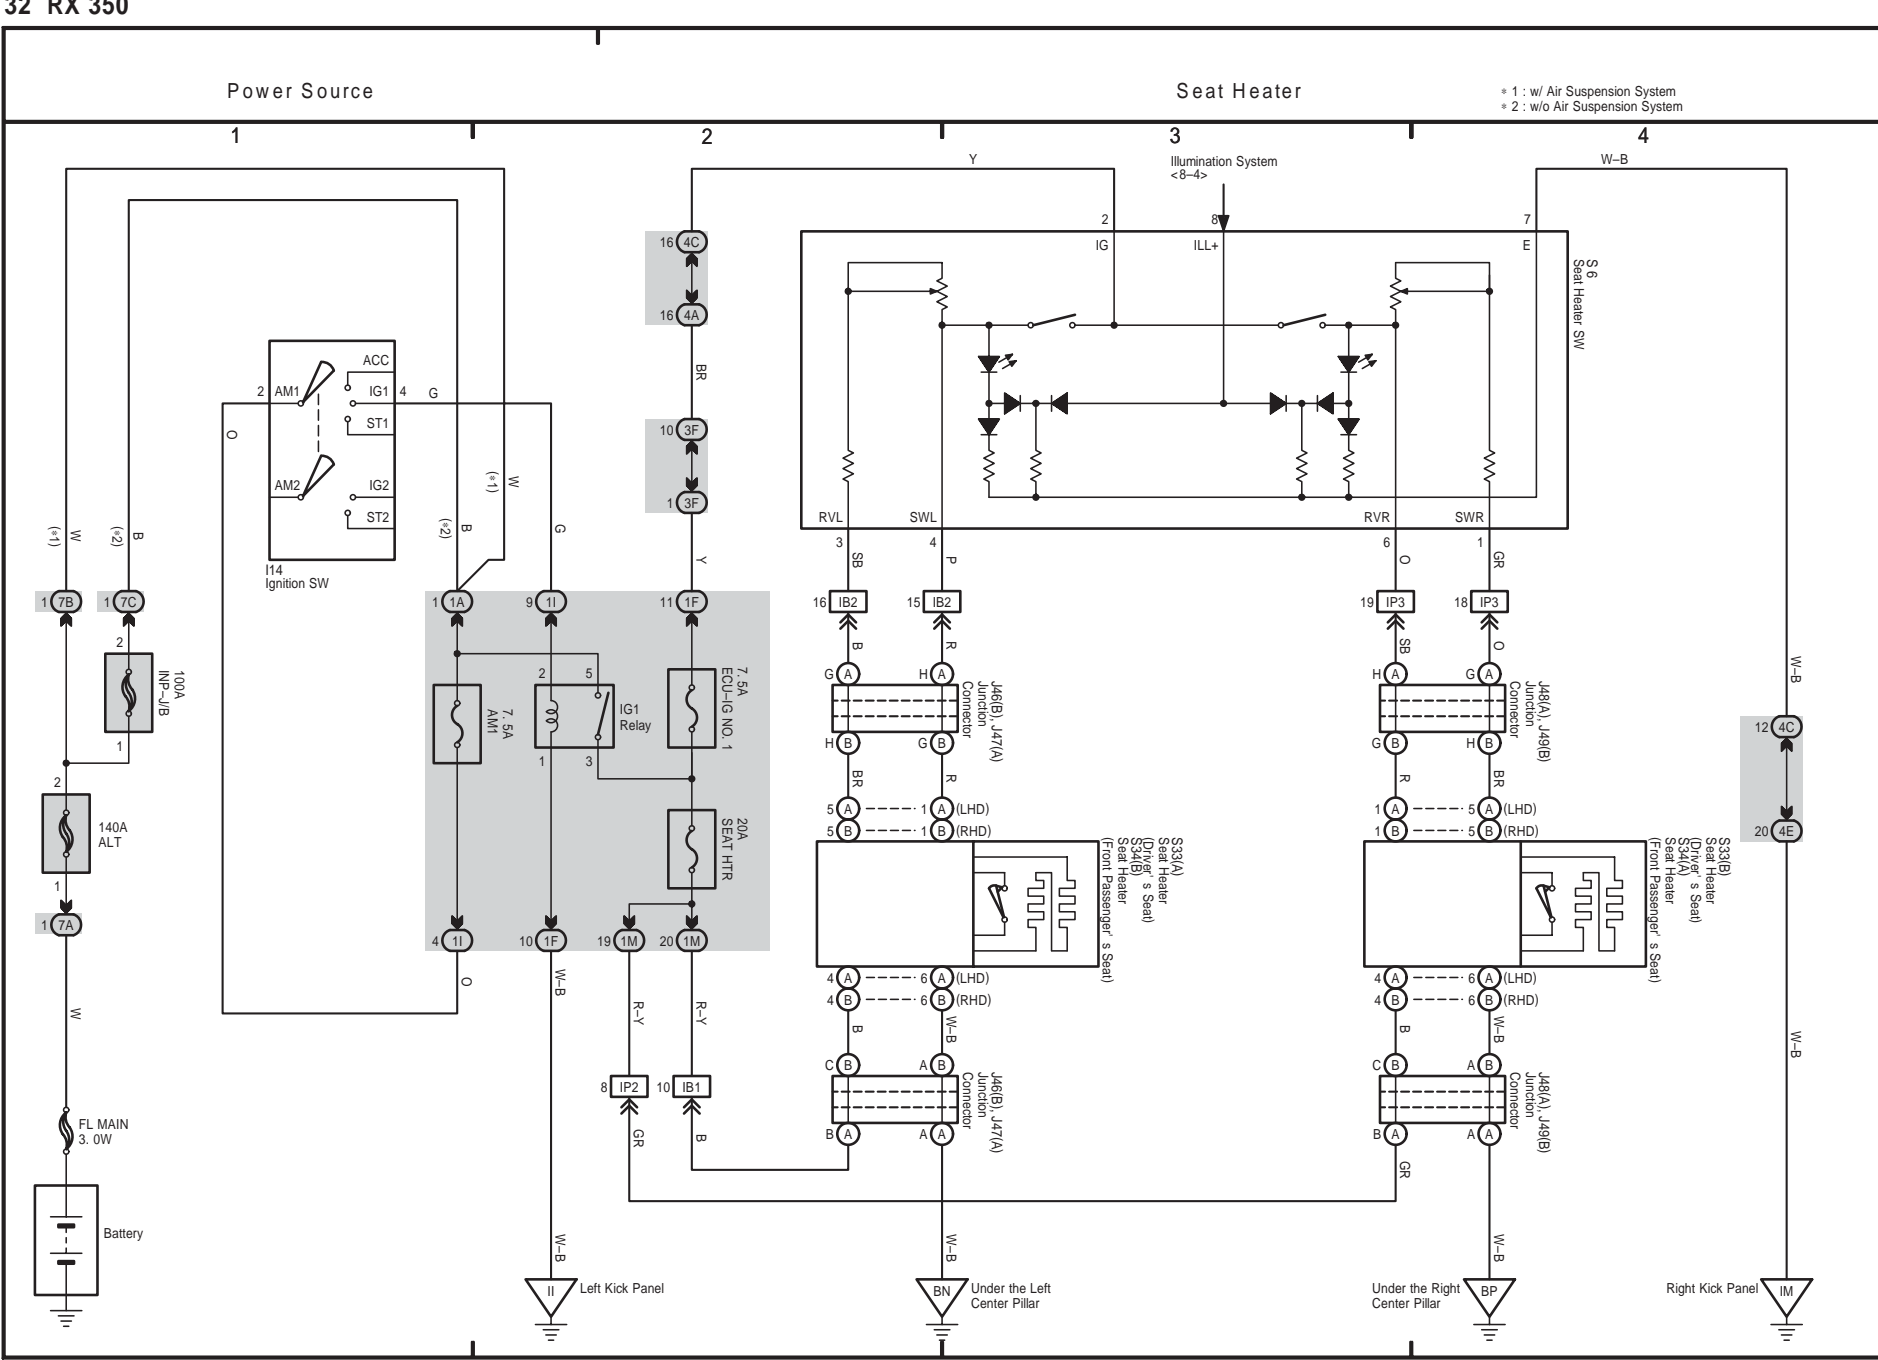 32 RX 350
Power Source
Seat Heater
∗ 1 : w/ Air Suspension System
∗ 2 : w/o Air Suspension System
1
2
3
4
Y
Illumination System
<8–4>
W–B
2
8
7
IG
ILL+
E
S 6
Seat Heater SW
16 4C
16 4A
BR
10 3F
1 3F
Y
ACC
2 AM1
IG1 4
G
ST1
O
AM2
IG2
ST2
I14
Ignition SW
W
(∗1)
B
(∗2)
B
(∗2)
W
(∗1)
G
RVL
SWL
RVR
SWR
3
4
6
1
SB
P
O
GR
1 7B
1 7C
1 1A
9 1I
11 1F
16 IB2
15 IB2
19 IP3
18 IP3
2
100A
INP–J/B
1
B
R
SB
O
G A
H A
H A
G A
J46(B), J47(A)
Junction
Connector
J48(A), J49(B)
Junction
Connector
H B
G B
G B
H B
7. 5A
AM1
2
5
IG1
Relay
1
3
7. 5A
ECU–IG NO. 1
W–B
12 4C
20 4E
2
140A
ALT
1
1 7A
BR
R
R
BR
5 A 1 A (LHD)
5 B 1 B (RHD)
1 A 5 A (LHD)
1 B 5 B (RHD)
20A
SEAT HTR
S33(A)
Seat Heater
(Driver' s Seat)
S34(B)
Seat Heater
(Front Passenger' s Seat)
S33(B)
Seat Heater
(Driver' s Seat)
S34(A)
Seat Heater
(Front Passenger' s Seat)
4 1I
10 1F
19 1M
20 1M
4 A 6 A (LHD)
4 B 6 B (RHD)
4 A 6 A (LHD)
4 B 6 B (RHD)
W
O
W–B
R–Y
R–Y
B
W–B
B
W–B
W–B
C B
A B
C B
A B
J46(B), J47(A)
Junction
Connector
J48(A), J49(B)
Junction
Connector
8 IP2
10 IB1
B A
A A
B A
A A
FL MAIN
3. 0W
GR
B
GR
Battery
W–B
W–B
W–B
II
Left Kick Panel
BN
Under the Left
Center Pillar
Under the Right
Center Pillar
BP
Right Kick Panel
IM